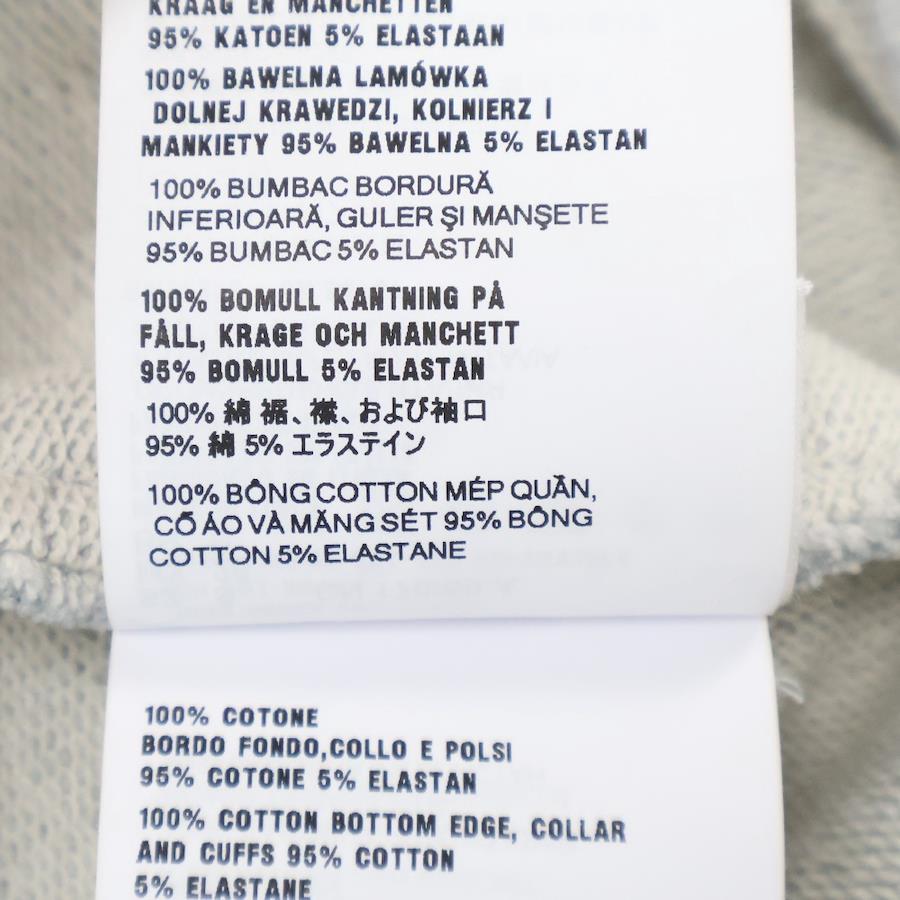 KRAAG EN MANCHETTEN
95% KATOEN 5% ELASTAAN
100% BAWELNA LAMÓWKA
DOLNEJ KRAWEDZI, KOLNIERZ I
MANKIETY 95% BAWELNA 5% ELASTAN
100% BUMBAC BORDURĂ
INFERIOARĂ, GULER ȘI MANȘETE
95% BUMBAC 5% ELASTAN
100% BOMULL KANTNING PÅ
FÅLL, KRAGE OCH MANCHETT
95% BOMULL 5% ELASTAN
100% 綿 裾、襟、および袖口
95% 綿 5% エラステイン
100% BÔNG COTTON MÉP QUẦN,
CỔ ÁO VÀ MĂNG SÉT 95% BÔNG
COTTON 5% ELASTANE
100% COTONE
BORDO FONDO,COLLO E POLSI
95% COTONE 5% ELASTAN
100% COTTON BOTTOM EDGE, COLLAR
AND CUFFS 95% COTTON
5% ELASTANE